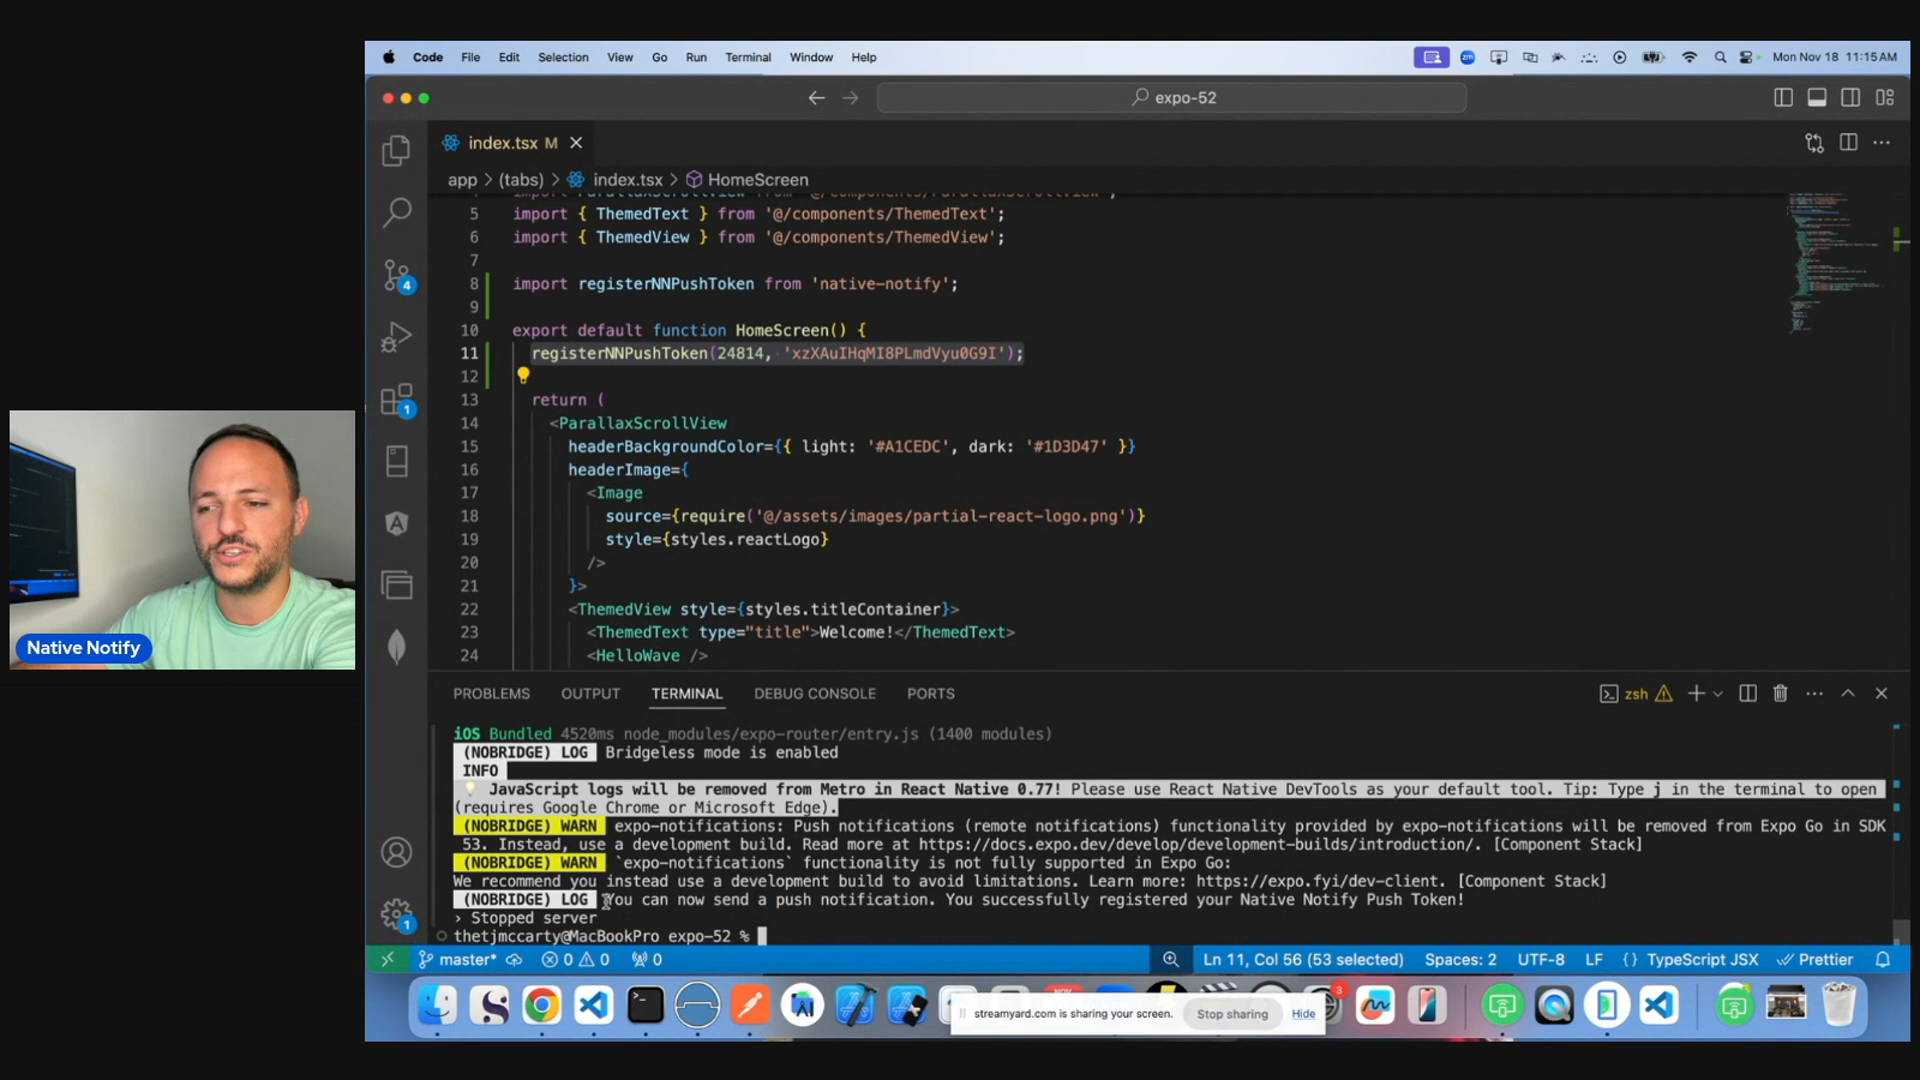 Code File Edit Selection View Go Run Terminal Window Help
zm
Mon Nov 18 11:15 AM
expo-52
index.tsx M
app > (tabs) > index.tsx > HomeScreen
5 import { ThemedText } from '@/components/ThemedText';
6 import { ThemedView } from '@/components/ThemedView';
7
8 import registerNNPushToken from 'native-notify';
9
10 export default function HomeScreen() {
11 registerNNPushToken(24814, 'xzXAuIHqMI8PLmdVyu0G9I');
12
13 return (
14 <ParallaxScrollView
15 headerBackgroundColor={{ light: '#A1CEDC', dark: '#1D3D47' }}
16 headerImage={
17 <Image
18 source={require('@/assets/images/partial-react-logo.png')}
19 style={styles.reactLogo}
20 />
21 }>
22 <ThemedView style={styles.titleContainer}>
23 <ThemedText type="title">Welcome!</ThemedText>
24 <HelloWave />
4
1
1
Native Notify
PROBLEMS OUTPUT TERMINAL DEBUG CONSOLE PORTS
zsh
iOS Bundled 4520ms node_modules/expo-router/entry.js (1400 modules)
(NOBRIDGE) LOG Bridgeless mode is enabled
INFO
JavaScript logs will be removed from Metro in React Native 0.77! Please use React Native DevTools as your default tool. Tip: Type j in the terminal to open
(requires Google Chrome or Microsoft Edge).
(NOBRIDGE) WARN expo-notifications: Push notifications (remote notifications) functionality provided by expo-notifications will be removed from Expo Go in SDK
53. Instead, use a development build. Read more at https://docs.expo.dev/develop/development-builds/introduction/. [Component Stack]
(NOBRIDGE) WARN `expo-notifications` functionality is not fully supported in Expo Go:
We recommend you instead use a development build to avoid limitations. Learn more: https://expo.fyi/dev-client. [Component Stack]
(NOBRIDGE) LOG You can now send a push notification. You successfully registered your Native Notify Push Token!
› Stopped server
thetjmccarty@MacBookPro expo-52 %
master* 0 0 0
Ln 11, Col 56 (53 selected) Spaces: 2 UTF-8 LF {} TypeScript JSX Prettier
3
streamyard.com is sharing your screen. Stop sharing Hide